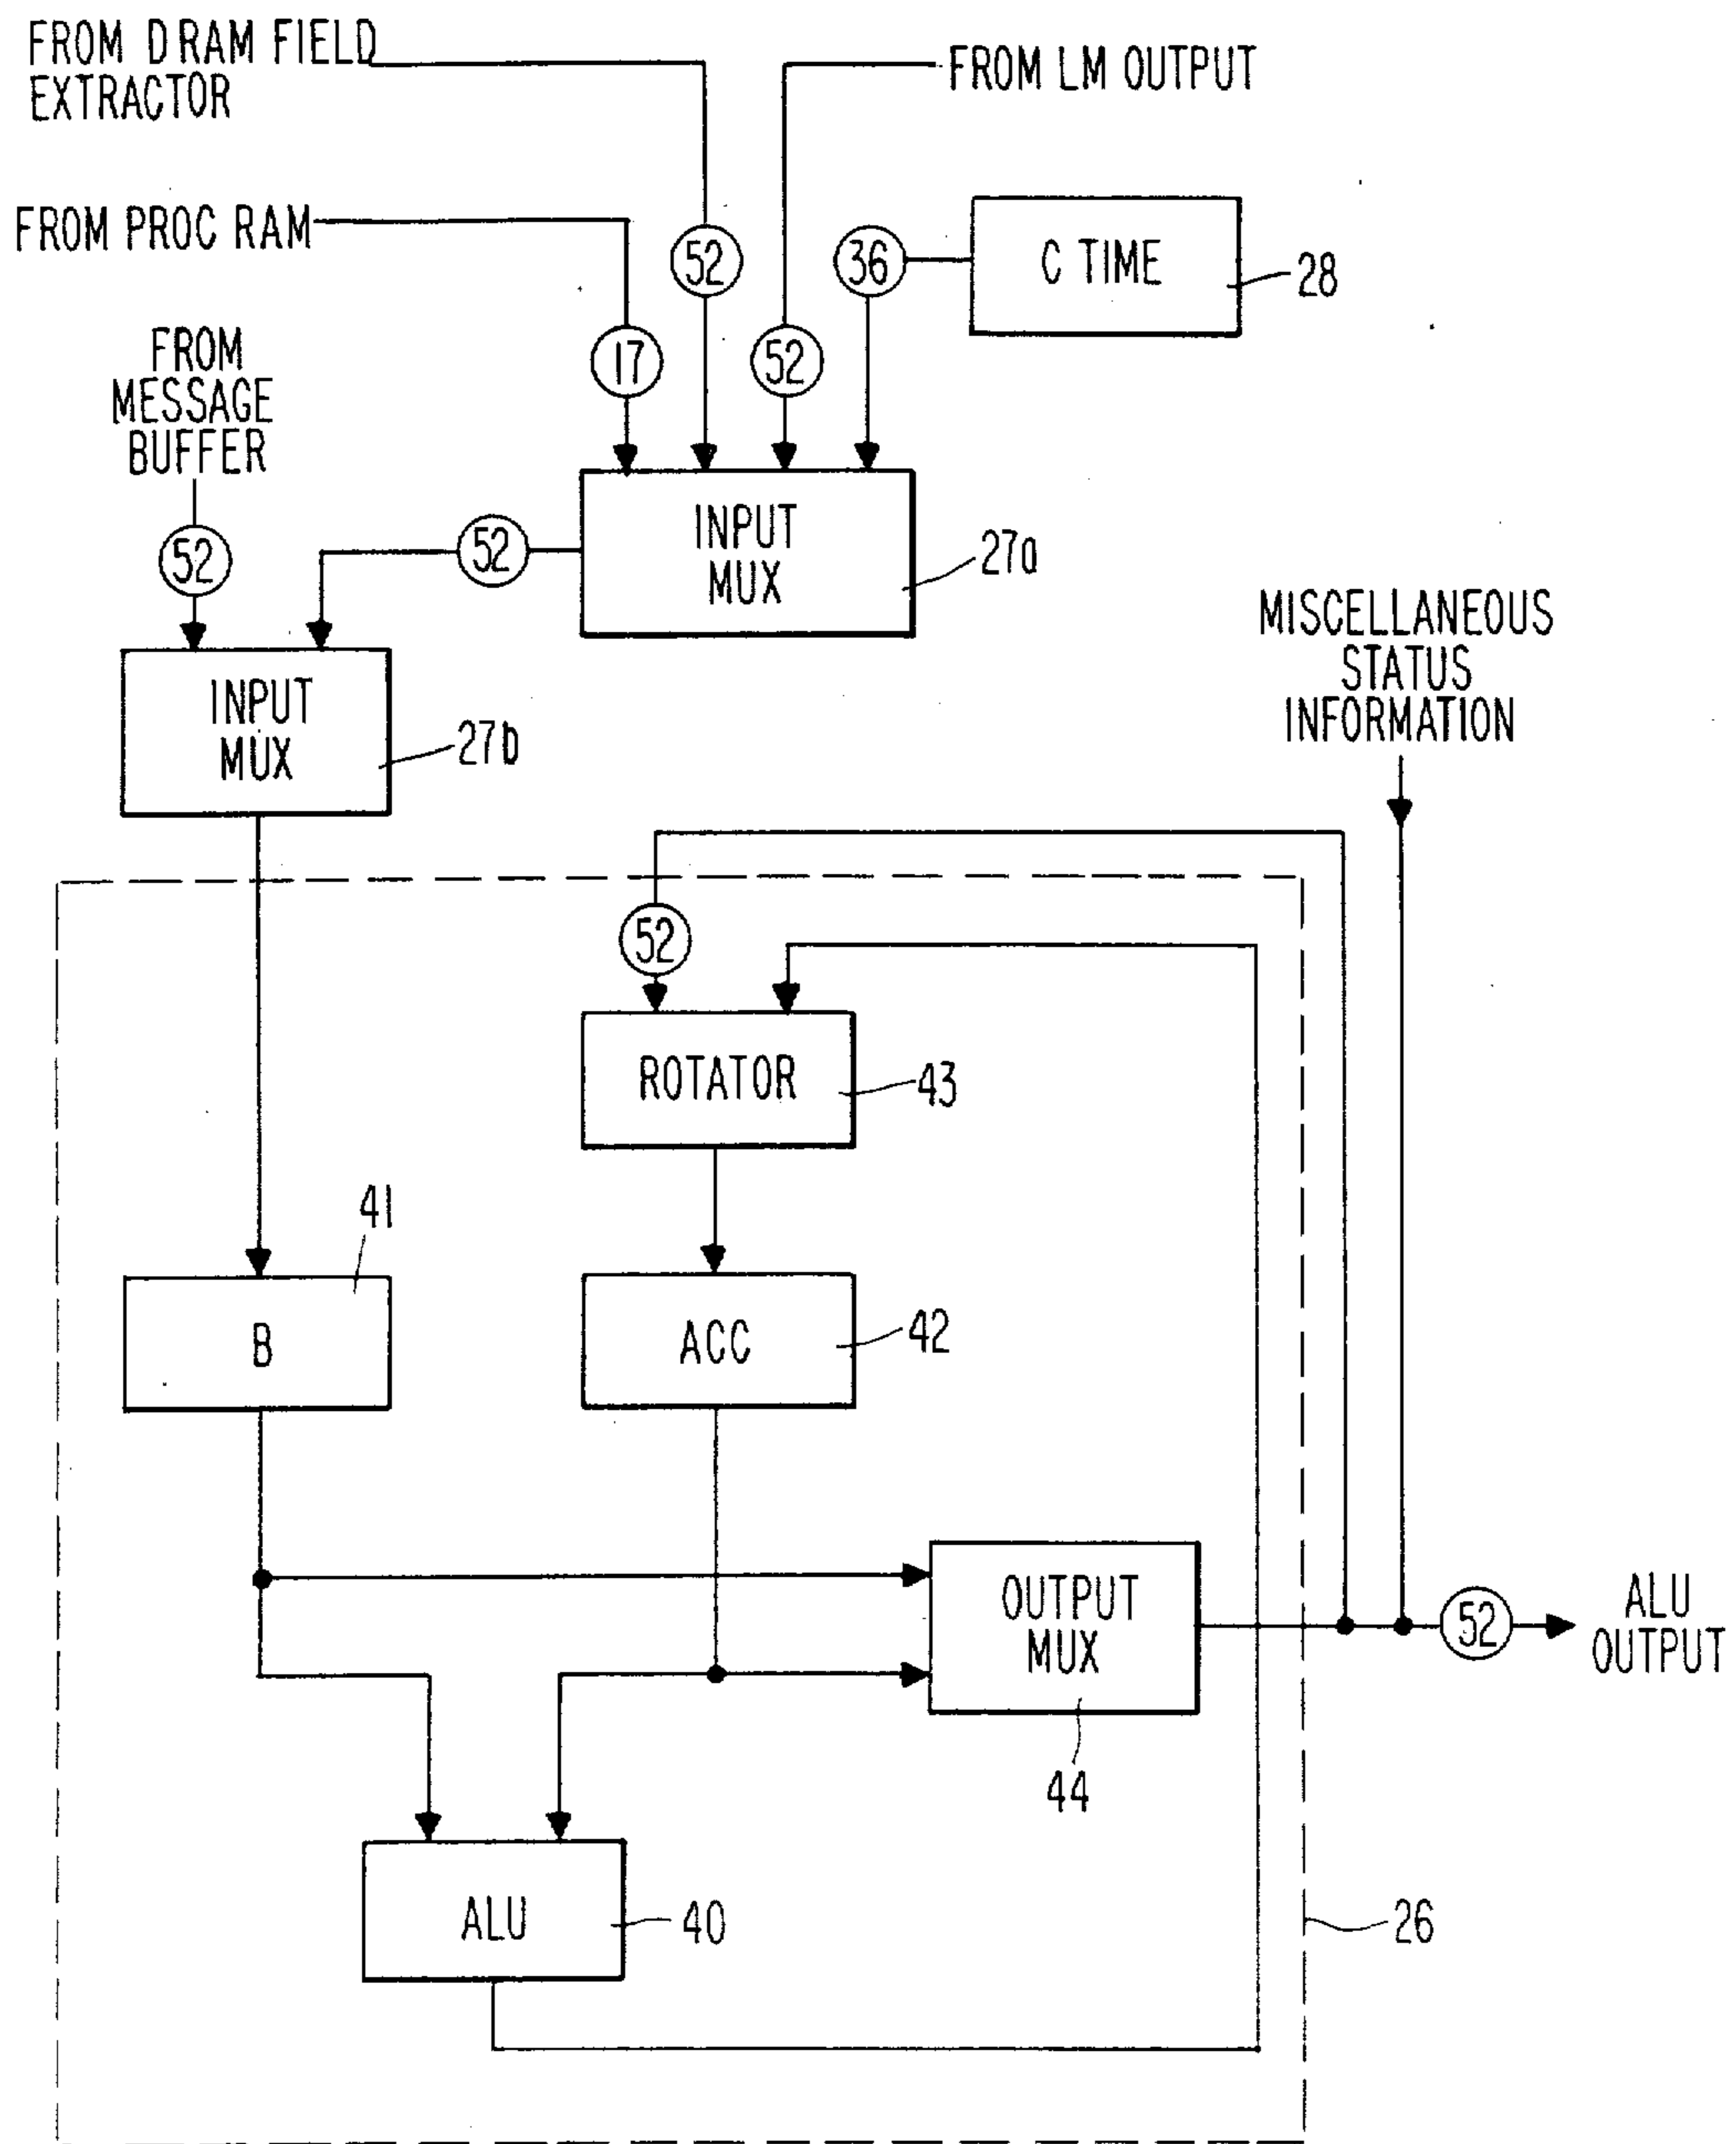 FROM DRAM FIELD
EXTRACTOR
FROM LM OUTPUT
FROM PROC RAM
52
36
C TIME
28
17
52
FROM
MESSAGE
BUFFER
52
52
INPUT
MUX
27a
INPUT
MUX
27b
MISCELLANEOUS
STATUS
INFORMATION
52
ROTATOR
43
41
B
ACC
42
OUTPUT
MUX
44
52
ALU
OUTPUT
ALU
40
26